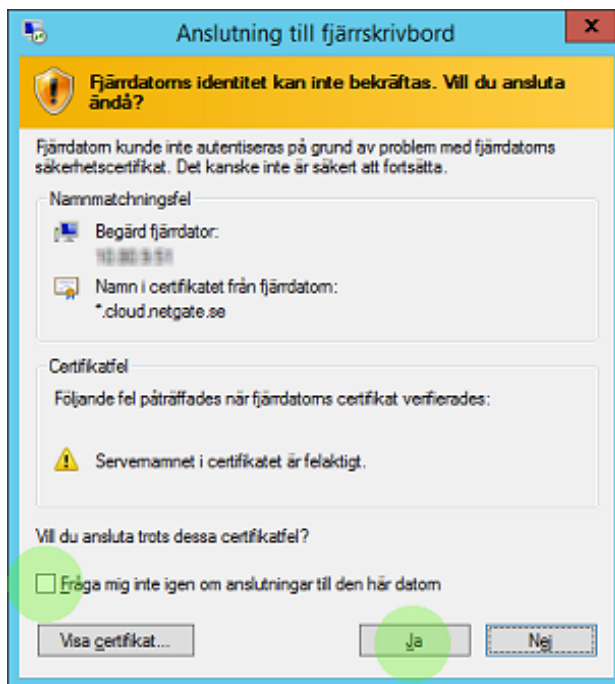 Anslutning till fjärrskrivbord
x
Fjärrdatorns identitet kan inte bekräftas. Vill du ansluta
ändå?
Fjärrdatorn kunde inte autentiseras på grund av problem med fjärrdatorns
säkerhetscertifikat. Det kanske inte är säkert att fortsätta.
Namnmatchningsfel
Begärd fjärrdator:
Namn i certifikatet från fjärrdatorn:
*.cloud.netgate.se
Certifikatfel
Följande fel påträffades när fjärrdatorns certifikat verifierades:
Servernamnet i certifikatet är felaktigt.
Vill du ansluta trots dessa certifikatfel?
Fråga mig inte igen om anslutningar till den här datorn
Visa certifikat...
Ja
Nej